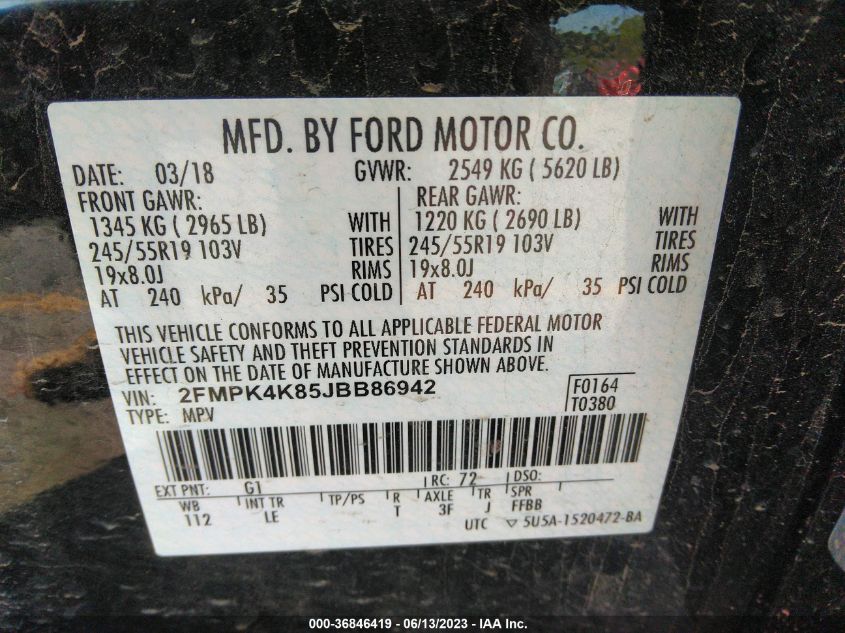 MFD. BY FORD MOTOR CO.
DATE: 03/18 GVWR: 2549 KG ( 5620 LB)
FRONT GAWR: REAR GAWR:
1345 KG ( 2965 LB) WITH 1220 KG ( 2690 LB) WITH
245/55R19 103V TIRES 245/55R19 103V TIRES
19x8.0J RIMS 19x8.0J RIMS
AT 240 kPa/ 35 PSI COLD AT 240 kPa/ 35 PSI COLD
THIS VEHICLE CONFORMS TO ALL APPLICABLE FEDERAL MOTOR
VEHICLE SAFETY AND THEFT PREVENTION STANDARDS IN
EFFECT ON THE DATE OF MANUFACTURE SHOWN ABOVE.
VIN: 2FMPK4K85JBB86942 F0164
TYPE: MPV T0380
EXT PNT: G1 RC: 72 DSO:
WB INT TR TP/PS R AXLE TR SPR
112 LE T 3F J FFBB
UTC ▽ 5U5A-1520472-BA
000-36846419 - 06/13/2023 - IAA Inc.